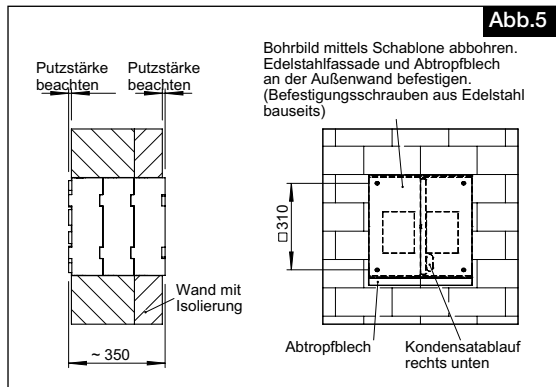 Abb.5
Bohrbild mittels Schablone abbohren.
Edelstahlfassade und Abtropfblech
an der Außenwand befestigen.
(Befestigungsschrauben aus Edelstahl
bauseits)
Putzstärke
beachten
Putzstärke
beachten
□310
Wand mit
Isolierung
~ 350
Abtropfblech
Kondensatablauf
rechts unten